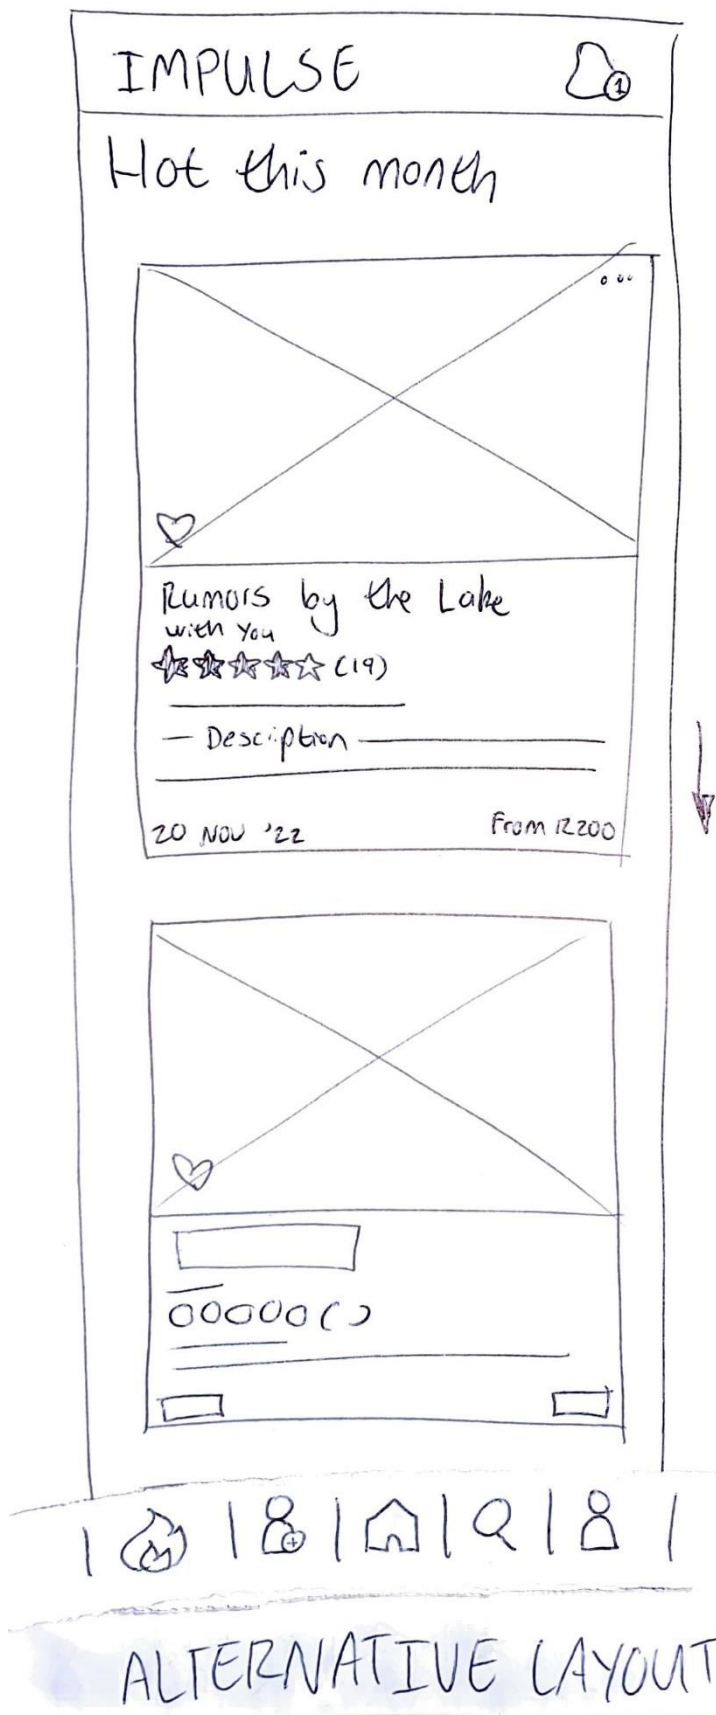 IMPULSE
1
Hot this month
Rumors by the Lake
with You
(19)
Description
20 NOV '22
From R200
( )
ALTERNATIVE LAYOUT